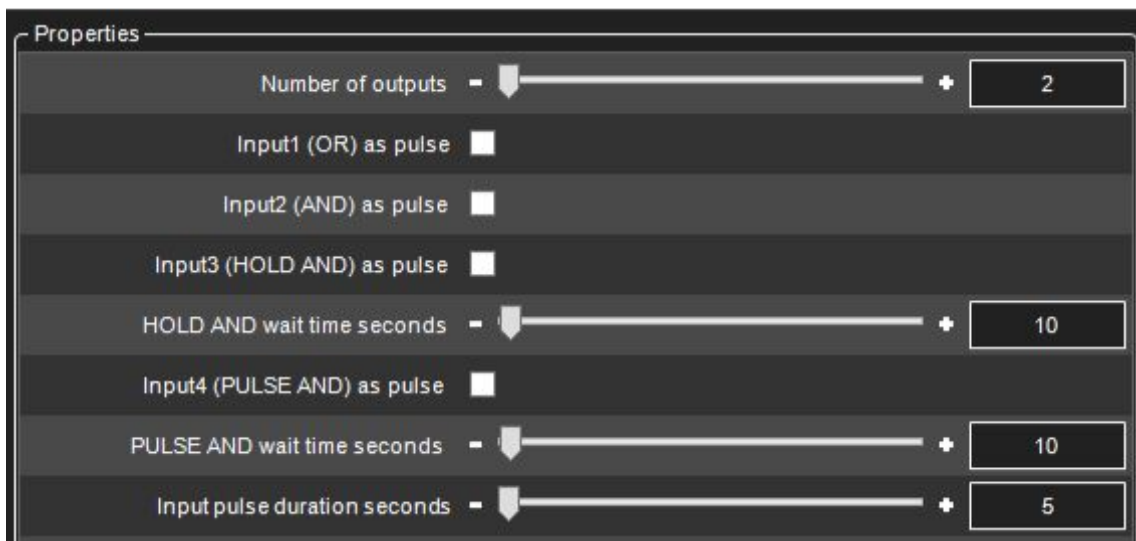 Properties
Number of outputs - + 2
Input1 (OR) as pulse
Input2 (AND) as pulse
Input3 (HOLD AND) as pulse
HOLD AND wait time seconds - + 10
Input4 (PULSE AND) as pulse
PULSE AND wait time seconds - + 10
Input pulse duration seconds - + 5